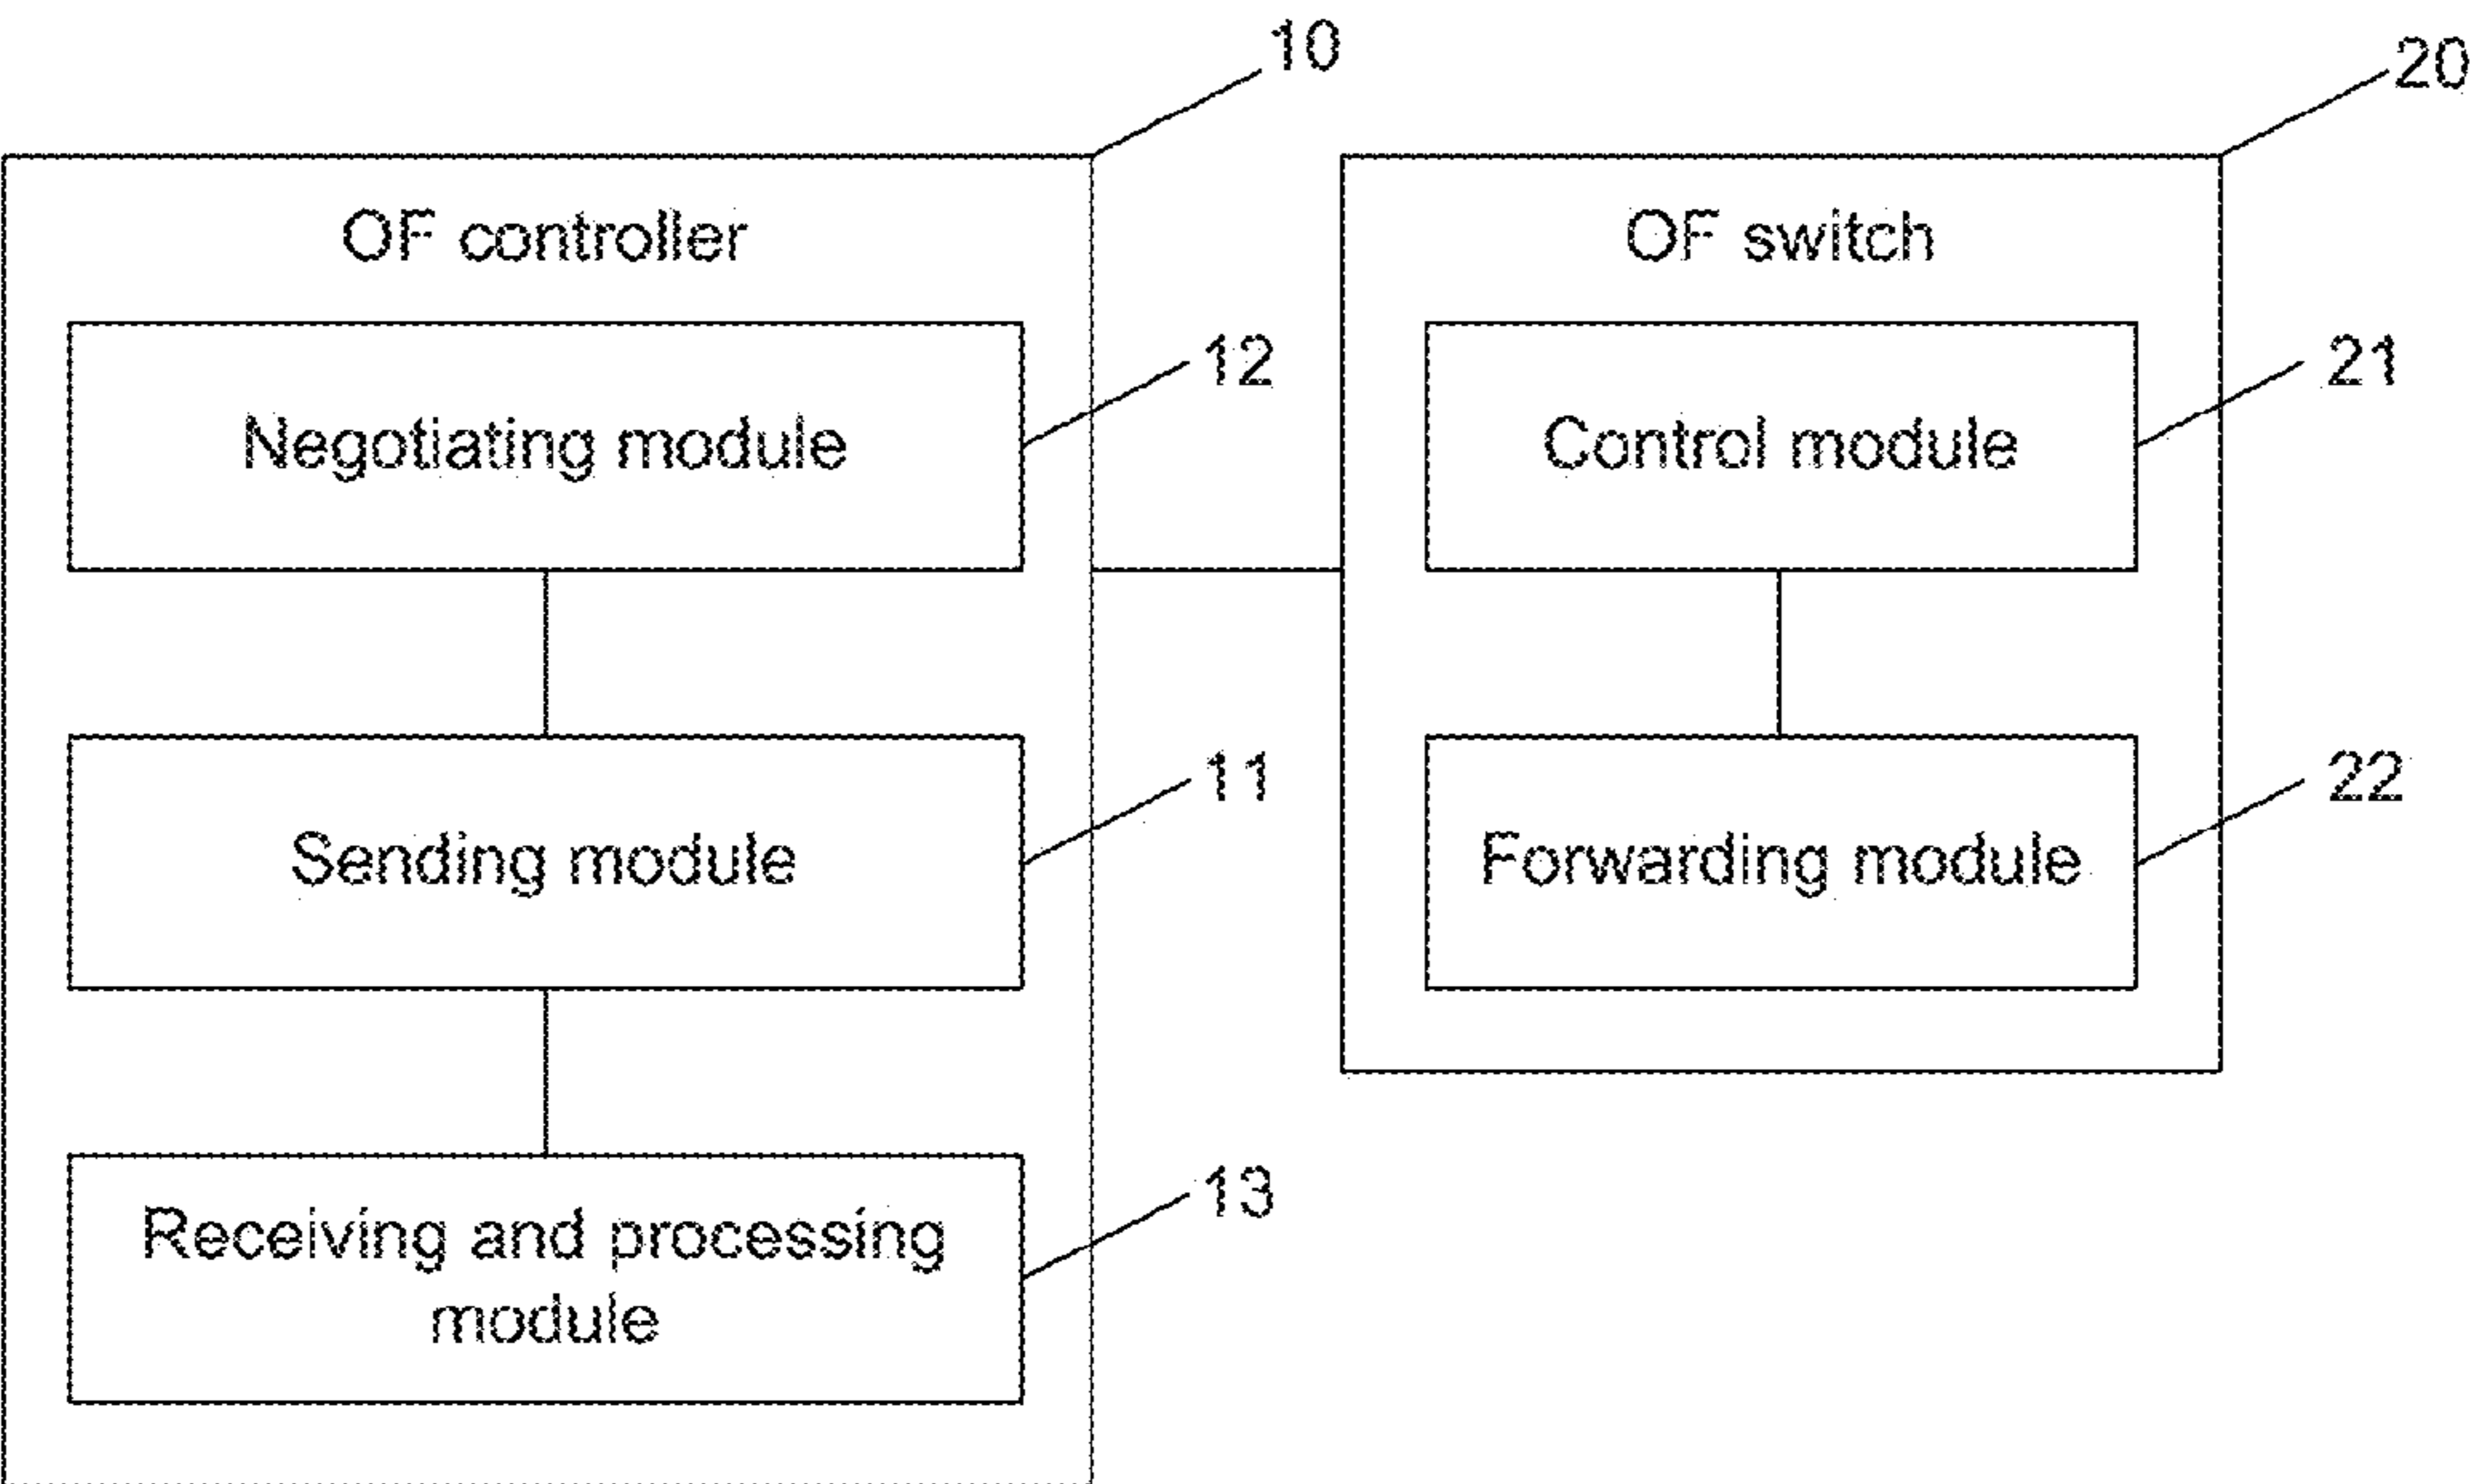 10
20
OF controller
OF switch
12
21
Negotiating module
Control module
11
22
Sending module
Forwarding module
13
Receiving and processing
module